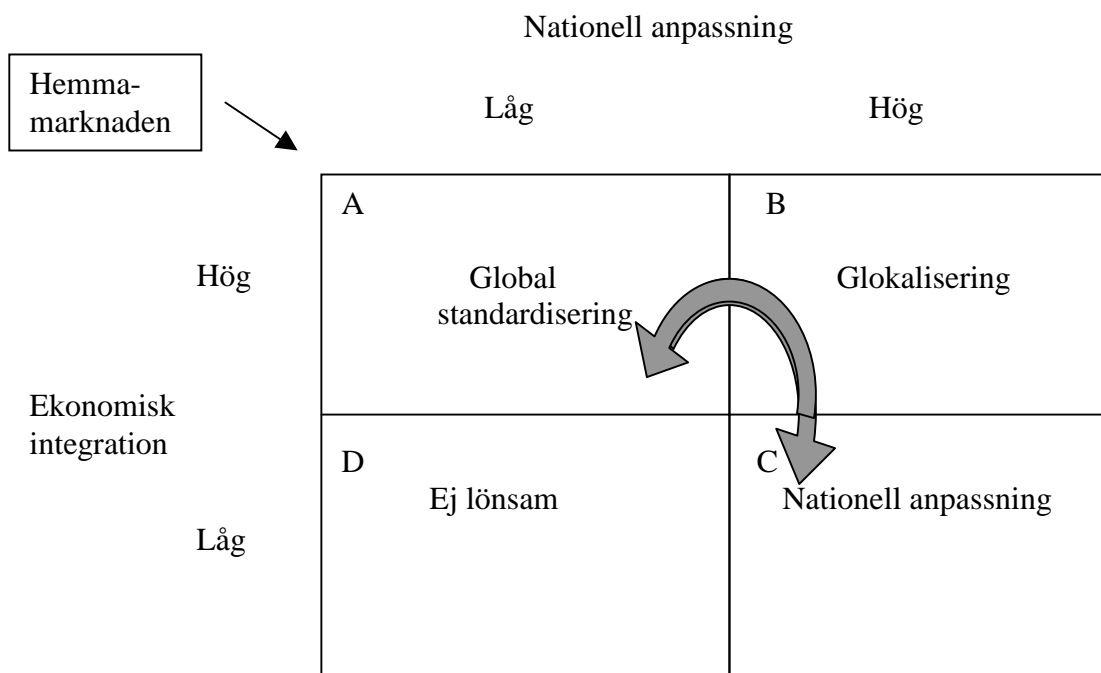 Nationell anpassning
Hemma-
marknaden
Låg
Hög
A
B
Hög
Global
standardisering
Glokalisering
Ekonomisk
integration
D
C
Ej lönsam
Nationell anpassning
Låg